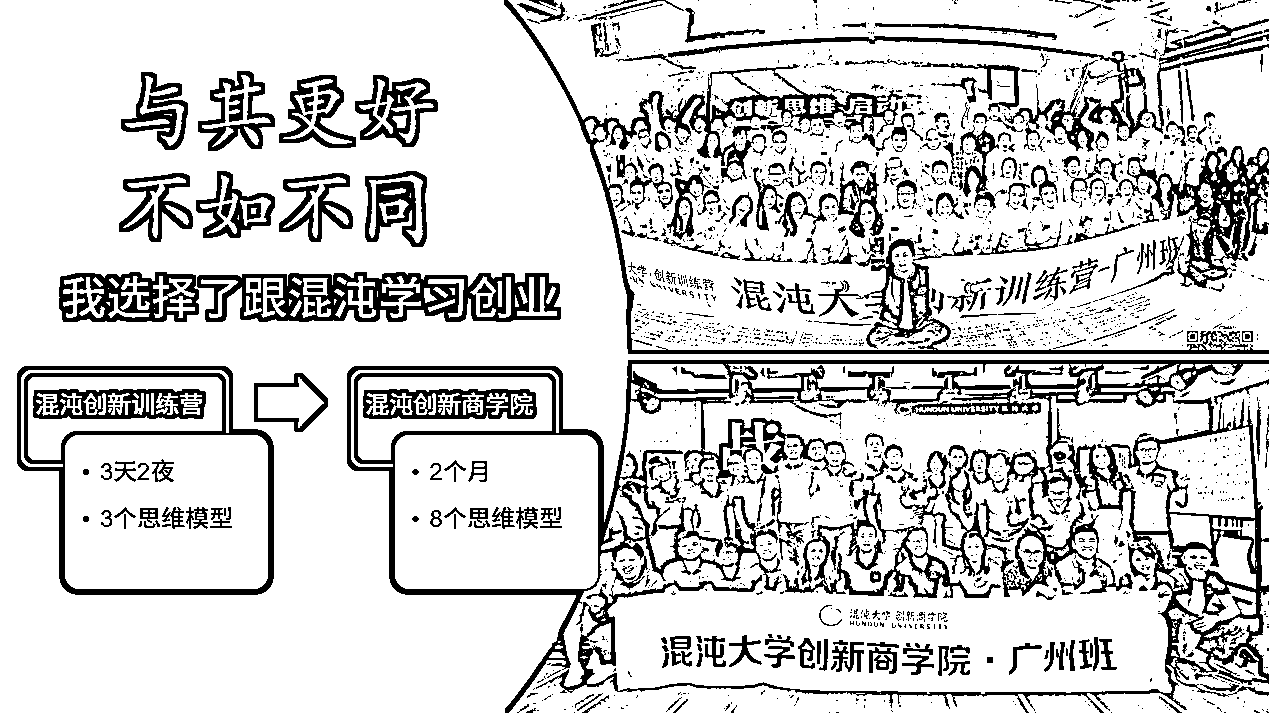 与其更好
不如不同
我选择了跟混沌学习创业
混沌创新训练营
• 3天2夜
• 3个思维模型
混沌创新商学院
• 2个月
• 8个思维模型
创新思维 启动
大学·创新训练营
UNIVERSITY
混沌大 创新训练营-广州班
HUNDUN UNIVERSITY
混沌大学 创新商学院
HUNDUN UNIVERSITY
混沌大学创新商学院·广州班